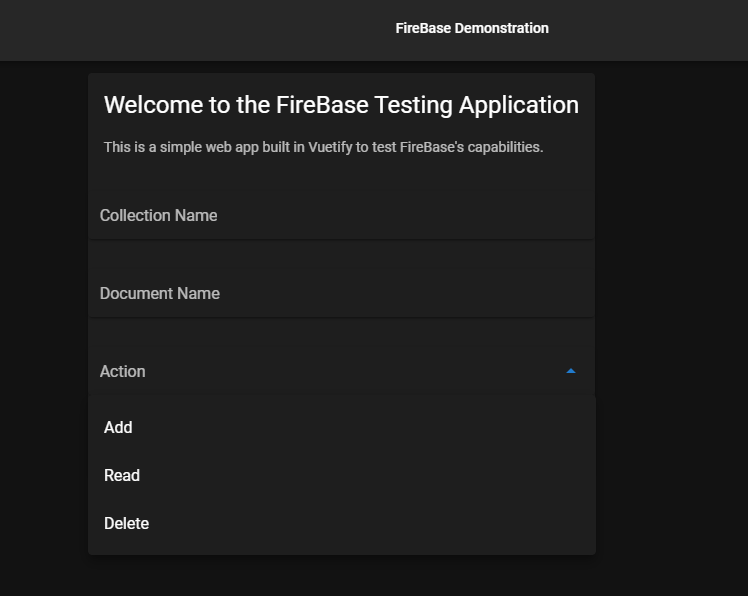 FireBase Demonstration
Welcome to the FireBase Testing Application
This is a simple web app built in Vuetify to test FireBase's capabilities.
Collection Name
Document Name
Action
Add
Read
Delete